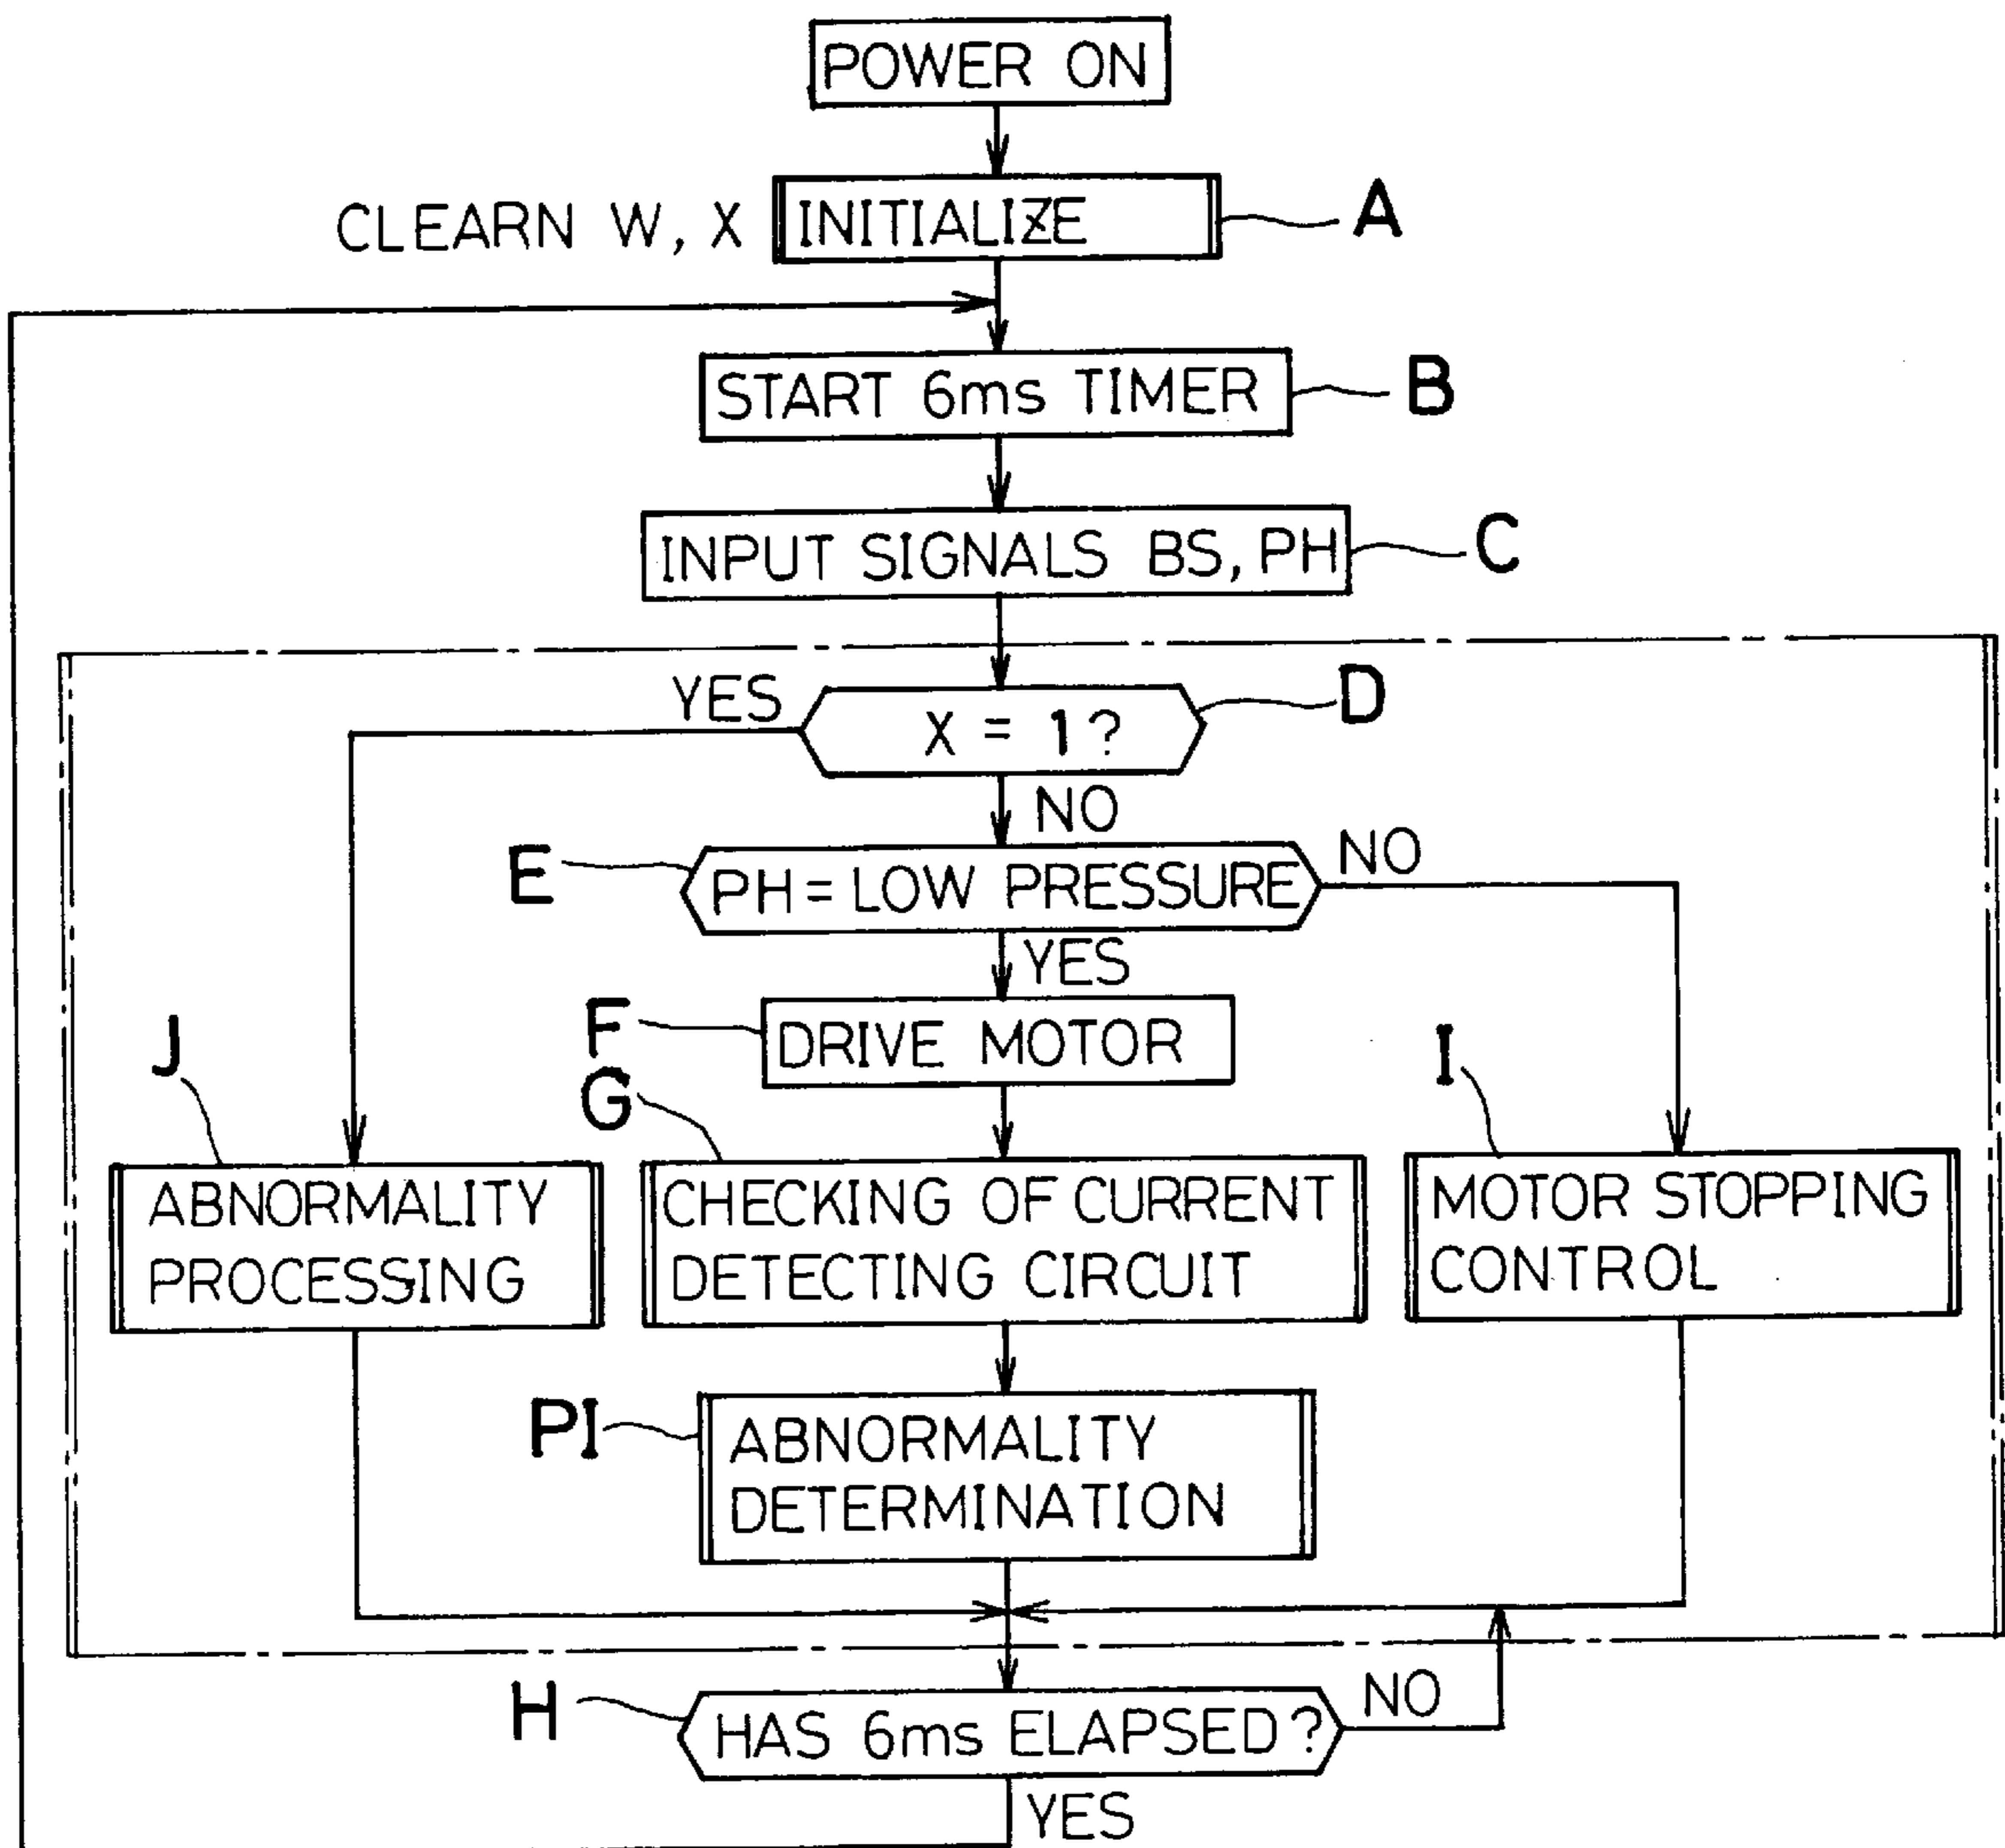 POWER ON
CLEARN W, X
INITIALIZE
A
START 6ms TIMER
B
INPUT SIGNALS BS, PH
C
YES
X = 1?
D
NO
E
PH = LOW PRESSURE
NO
YES
F
DRIVE MOTOR
J
G
I
ABNORMALITY
PROCESSING
CHECKING OF CURRENT
DETECTING CIRCUIT
MOTOR STOPPING
CONTROL
PI
ABNORMALITY
DETERMINATION
H
HAS 6ms ELAPSED?
NO
YES